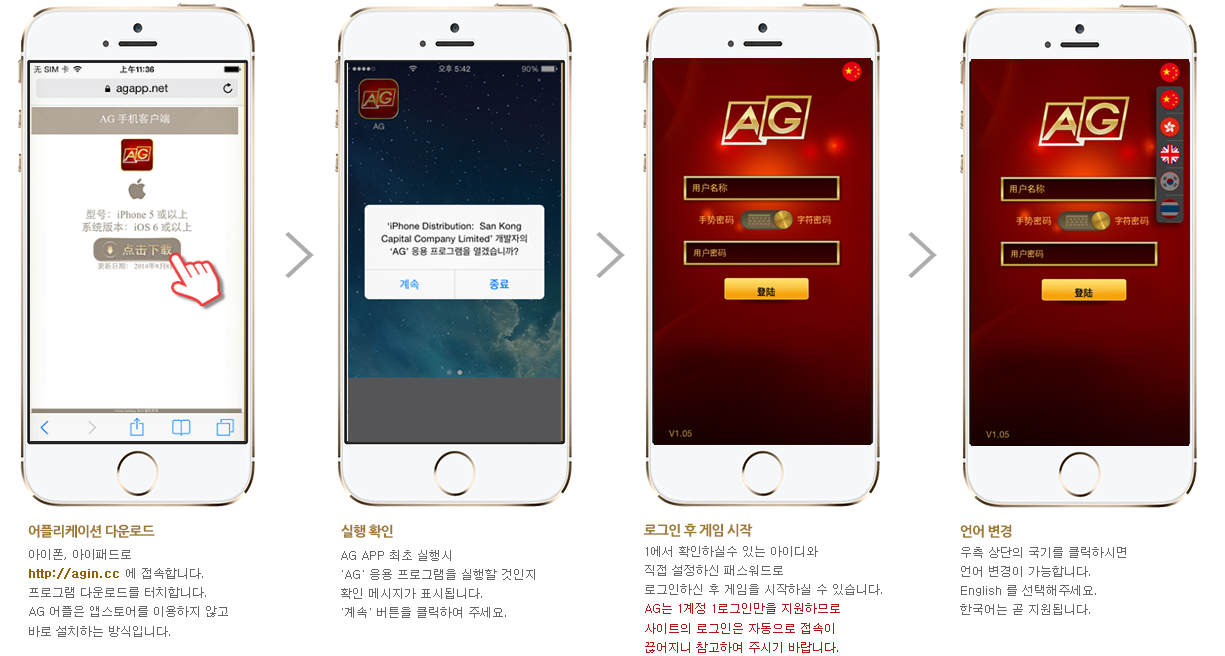 无 SIM 卡
上午11:36
agapp.net
AG 手机客户端
AG
型号：iPhone 5 或以上
系统版本：iOS 6 或以上
点击下载
오후 5:42
90%
AG
AG
'iPhone Distribution: San Kong
Capital Company Limited' 개발자의
'AG' 응용 프로그램을 열겠습니까?
계속
종료
AG
用户名称
手势密码
字符密码
用户密码
登陆
V1.05
AG
用户名称
手势密码
字符密码
用户密码
登陆
V1.05
어플리케이션 다운로드
아이폰, 아이패드로
http://agin.cc 에 접속합니다.
프로그램 다운로드를 터치합니다.
AG 어플은 앱스토어를 이용하지 않고
바로 설치하는 방식입니다.
실행 확인
AG APP 최초 실행시
'AG' 응용 프로그램을 실행할 것인지
확인 메시지가 표시됩니다.
'계속' 버튼을 클릭하여 주세요.
로그인 후 게임 시작
1에서 확인하실수 있는 아이디와
직접 설정하신 패스워드로
로그인하신 후 게임을 시작하실 수 있습니다.
AG는 1계정 1로그인만을 지원하므로
사이트의 로그인은 자동으로 접속이
끊어지니 참고하여 주시기 바랍니다.
언어 변경
우측 상단의 국기를 클릭하시면
언어 변경이 가능합니다.
English 를 선택해주세요.
한국어는 곧 지원됩니다.